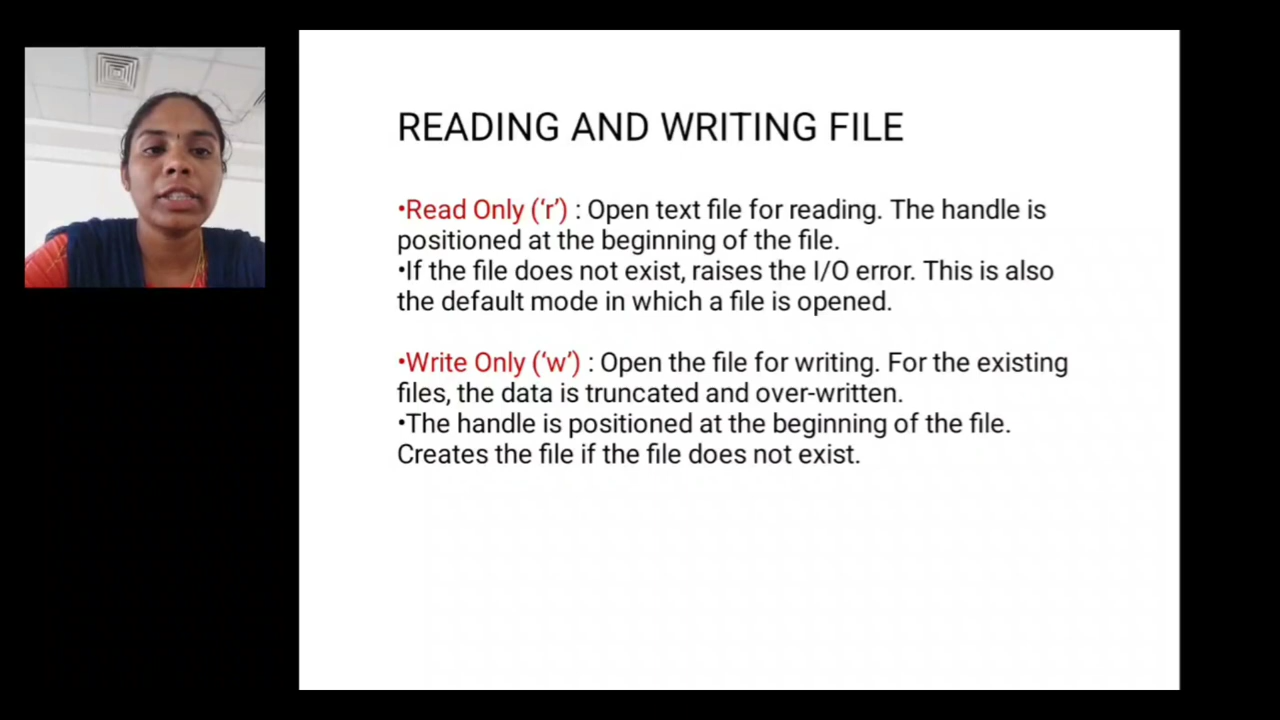 READING AND WRITING FILE
•Read Only (‘r’) : Open text file for reading. The handle is
positioned at the beginning of the file.
•If the file does not exist, raises the I/O error. This is also
the default mode in which a file is opened.
•Write Only (‘w’) : Open the file for writing. For the existing
files, the data is truncated and over-written.
•The handle is positioned at the beginning of the file.
Creates the file if the file does not exist.